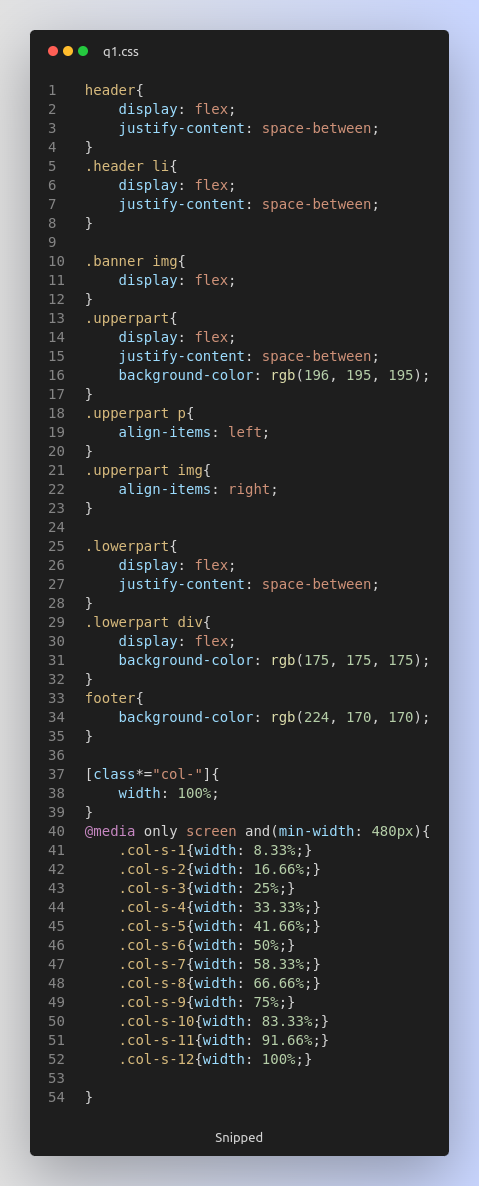 q1.css
1 header{
2     display: flex;
3     justify-content: space-between;
4 }
5 .header li{
6     display: flex;
7     justify-content: space-between;
8 }
9
10 .banner img{
11     display: flex;
12 }
13 .upperpart{
14     display: flex;
15     justify-content: space-between;
16     background-color: rgb(196, 195, 195);
17 }
18 .upperpart p{
19     align-items: left;
20 }
21 .upperpart img{
22     align-items: right;
23 }
24
25 .lowerpart{
26     display: flex;
27     justify-content: space-between;
28 }
29 .lowerpart div{
30     display: flex;
31     background-color: rgb(175, 175, 175);
32 }
33 footer{
34     background-color: rgb(224, 170, 170);
35 }
36
37 [class*="col-"]{
38     width: 100%;
39 }
40 @media only screen and(min-width: 480px){
41     .col-s-1{width: 8.33%;}
42     .col-s-2{width: 16.66%;}
43     .col-s-3{width: 25%;}
44     .col-s-4{width: 33.33%;}
45     .col-s-5{width: 41.66%;}
46     .col-s-6{width: 50%;}
47     .col-s-7{width: 58.33%;}
48     .col-s-8{width: 66.66%;}
49     .col-s-9{width: 75%;}
50     .col-s-10{width: 83.33%;}
51     .col-s-11{width: 91.66%;}
52     .col-s-12{width: 100%;}
53
54 }
Snipped